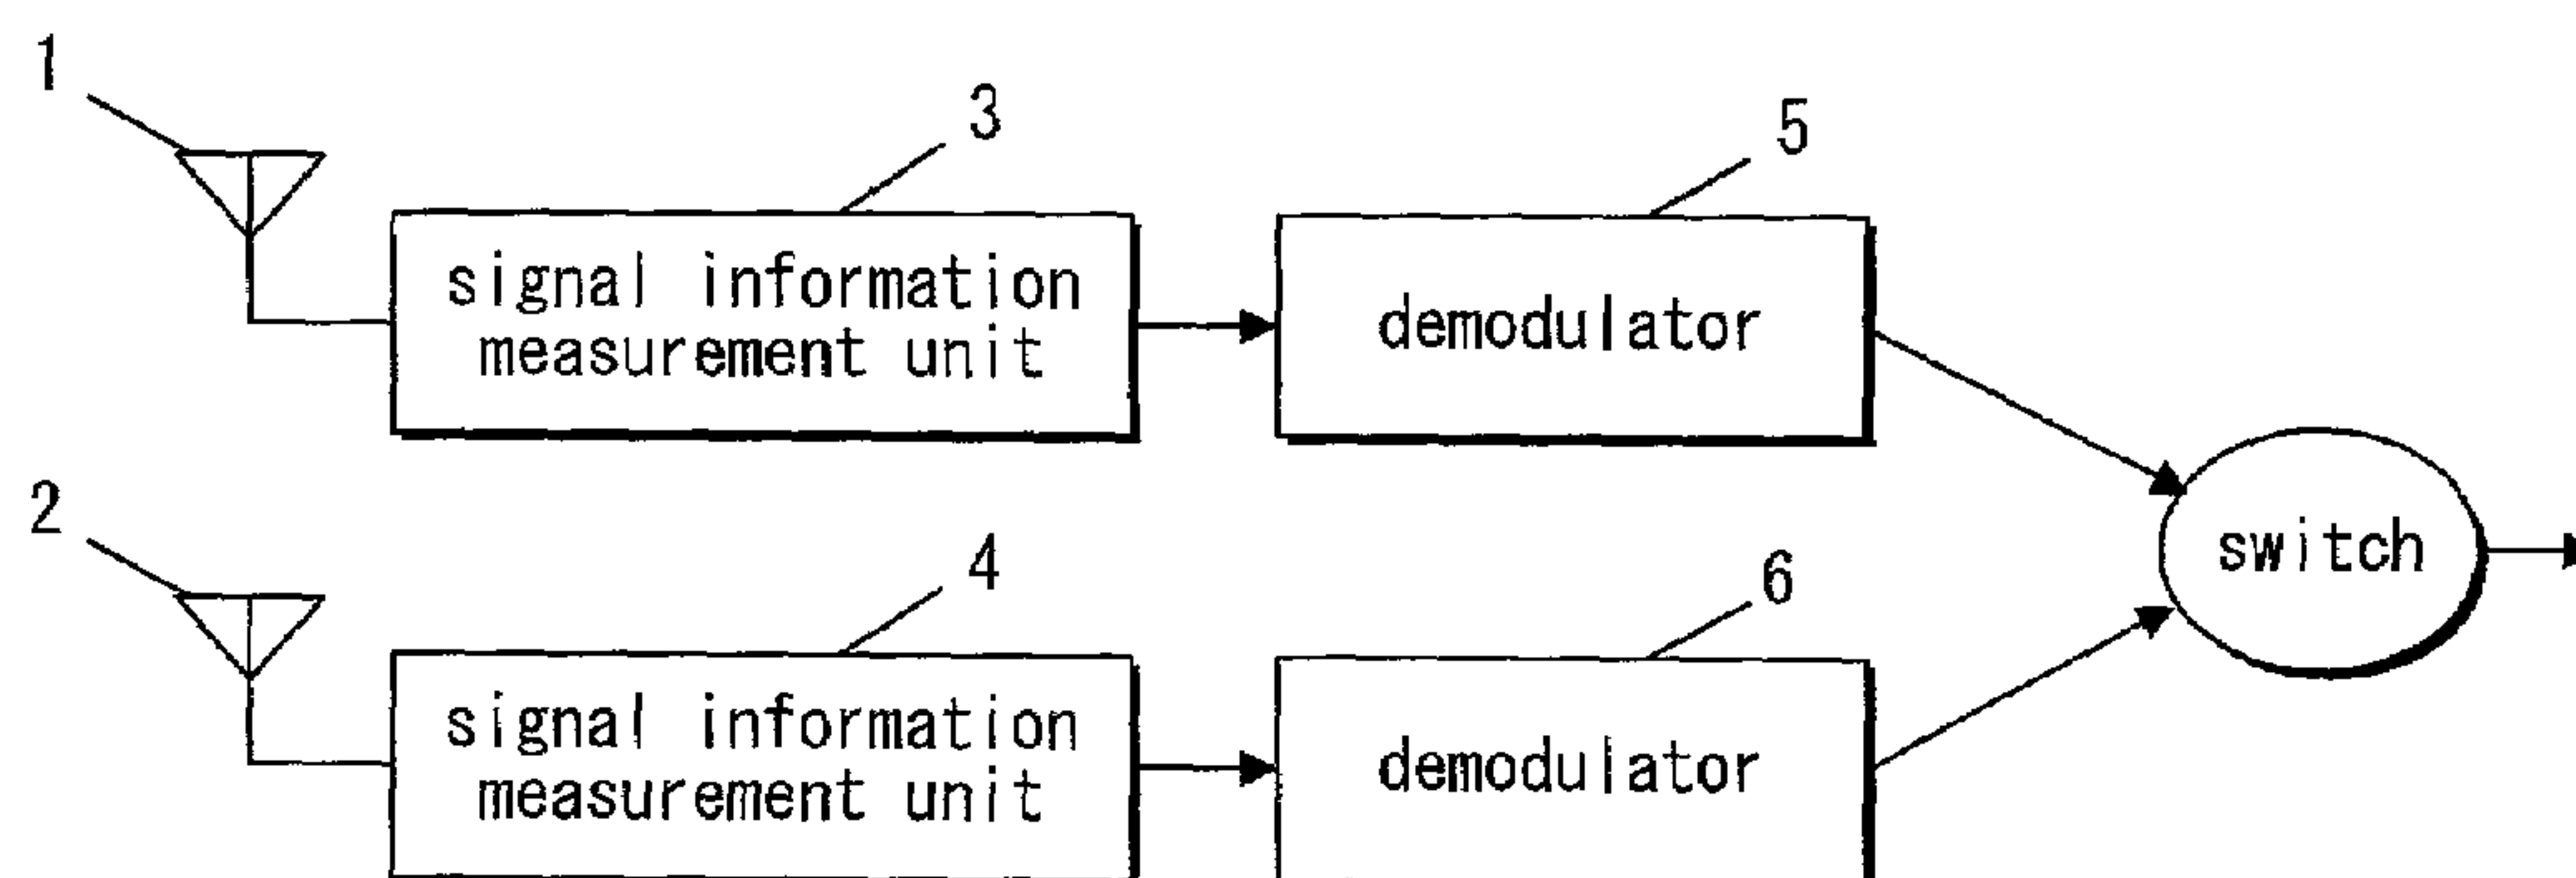 1
3
5
signal information
measurement unit
demodulator
2
4
6
switch
signal information
measurement unit
demodulator